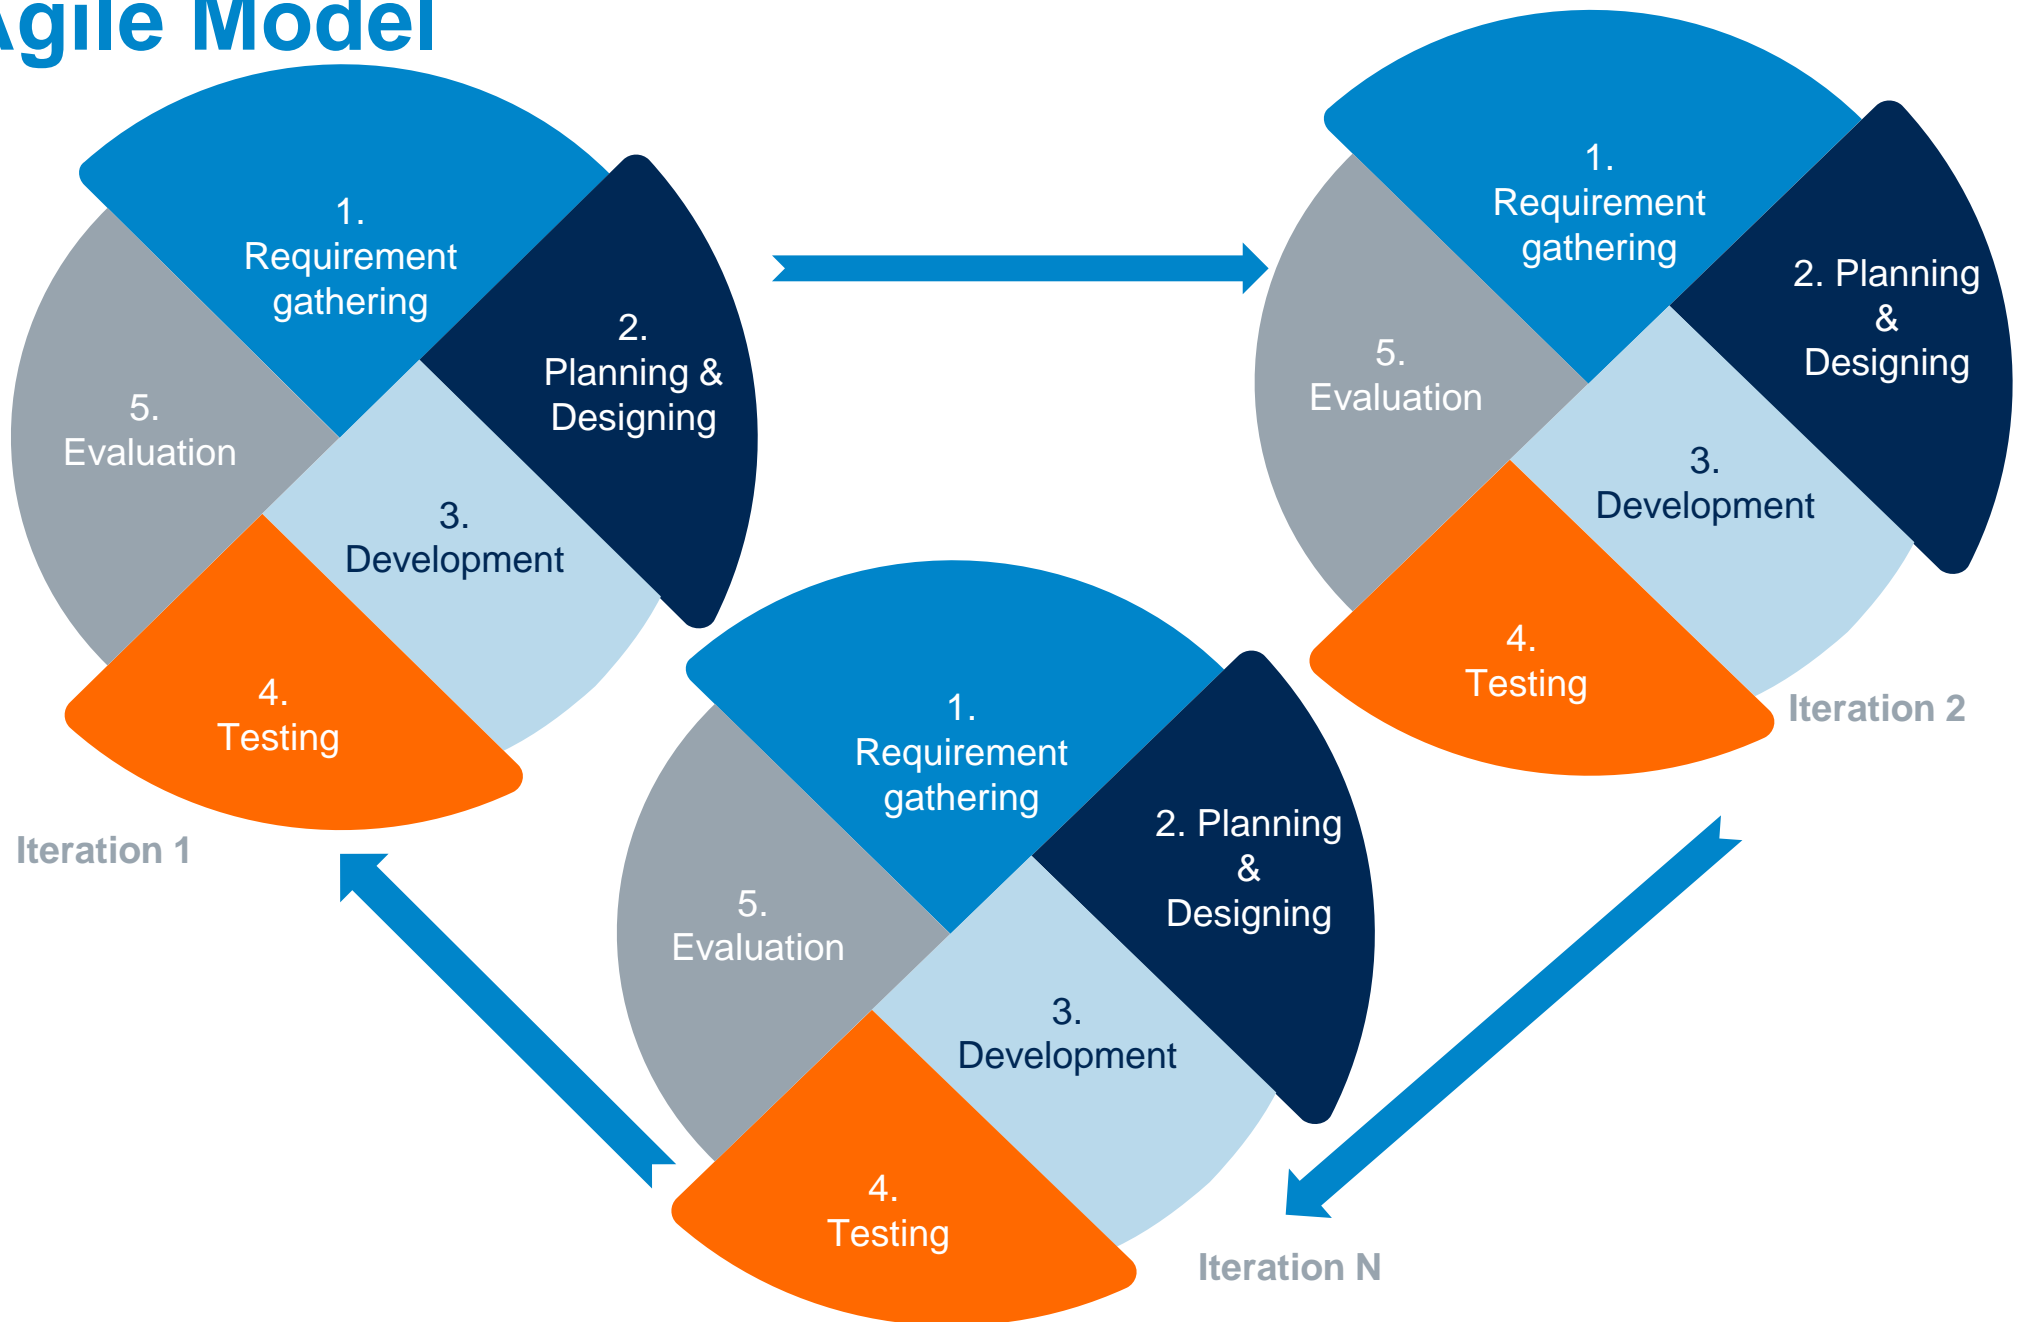 Agile Model
1.
Requirement
gathering
2.
Planning &
Designing
3.
Development
4.
Testing
5.
Evaluation
Iteration 1
1.
Requirement
gathering
2. Planning
&
Designing
3.
Development
4.
Testing
5.
Evaluation
Iteration 2
1.
Requirement
gathering
2. Planning
&
Designing
3.
Development
4.
Testing
5.
Evaluation
Iteration N